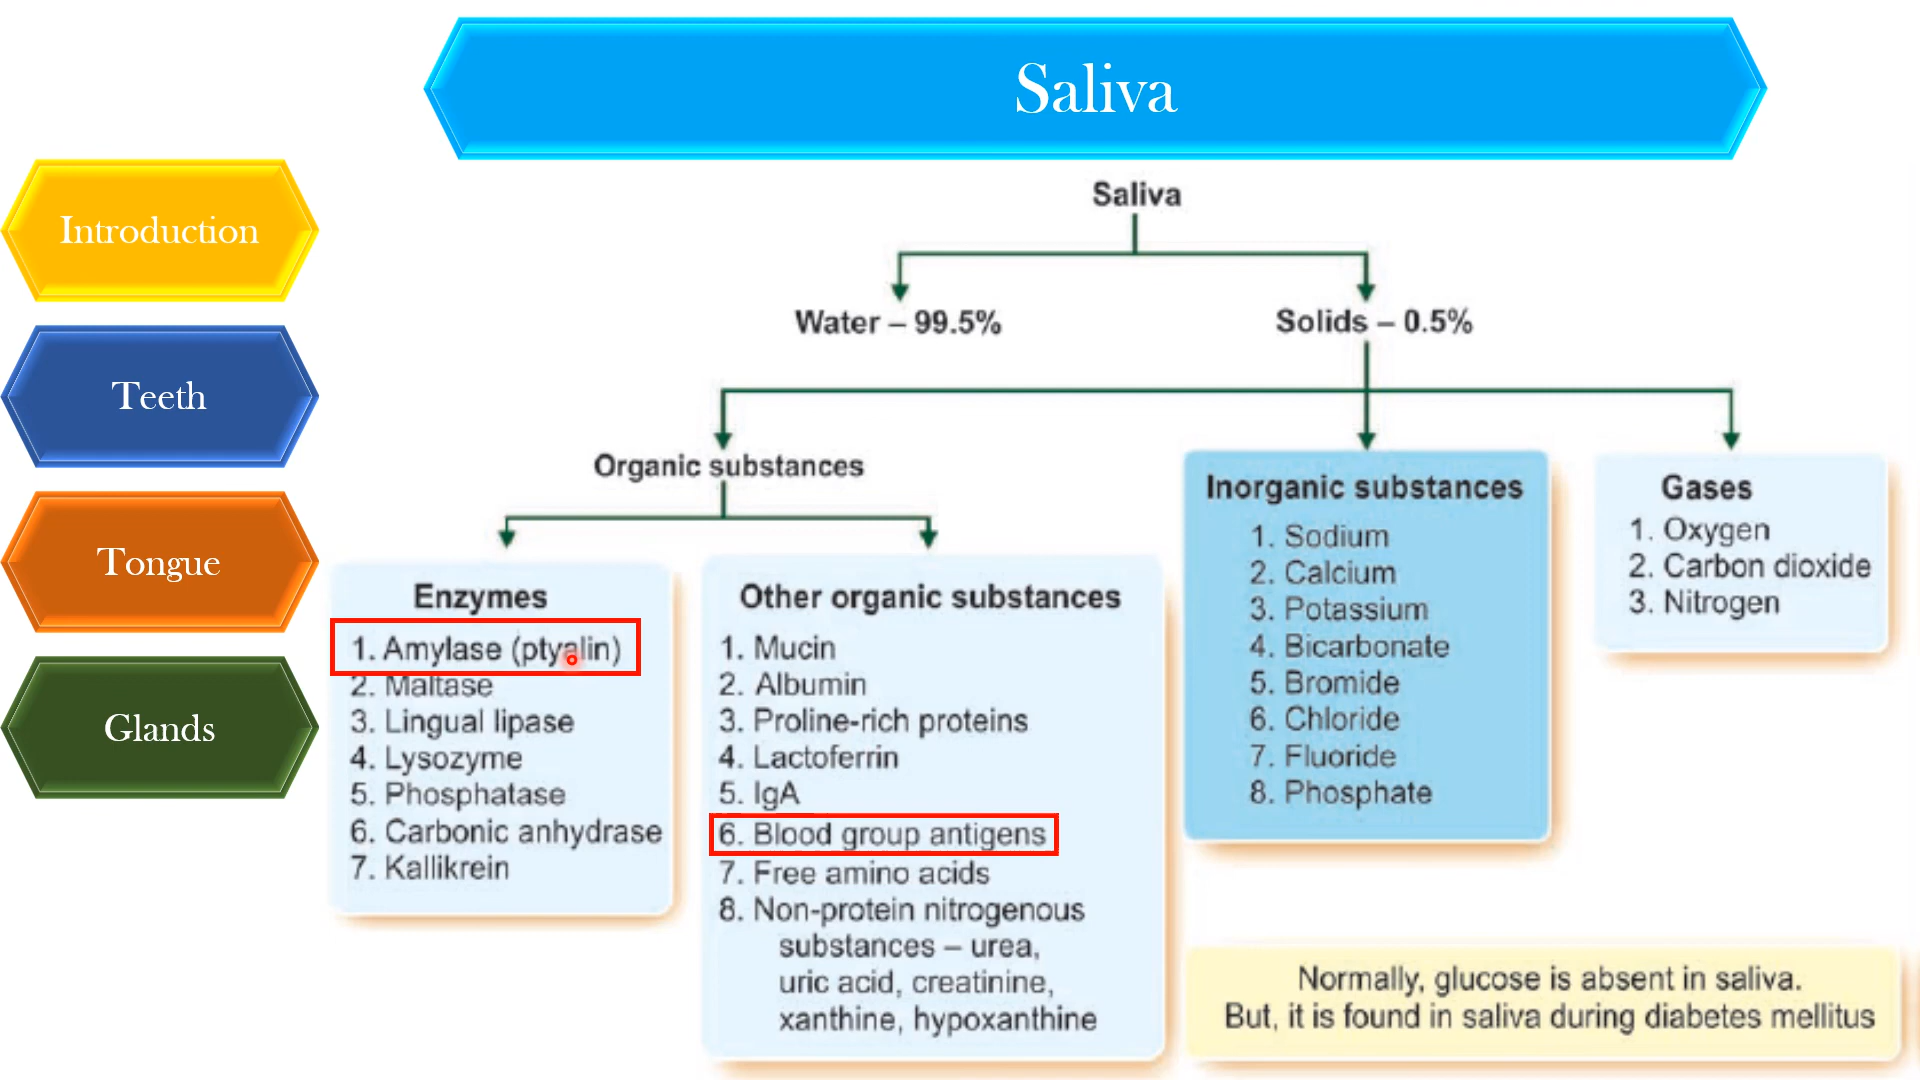 Saliva
Introduction
Teeth
Tongue
Glands
Saliva
Water – 99.5%
Solids – 0.5%
Organic substances
Enzymes
1. Amylase (ptyalin)
2. Maltase
3. Lingual lipase
4. Lysozyme
5. Phosphatase
6. Carbonic anhydrase
7. Kallikrein
Other organic substances
1. Mucin
2. Albumin
3. Proline-rich proteins
4. Lactoferrin
5. IgA
6. Blood group antigens
7. Free amino acids
8. Non-protein nitrogenous
substances – urea,
uric acid, creatinine,
xanthine, hypoxanthine
Inorganic substances
1. Sodium
2. Calcium
3. Potassium
4. Bicarbonate
5. Bromide
6. Chloride
7. Fluoride
8. Phosphate
Gases
1. Oxygen
2. Carbon dioxide
3. Nitrogen
Normally, glucose is absent in saliva.
But, it is found in saliva during diabetes mellitus